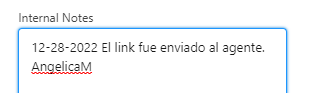 Internal Notes
12-28-2022 El link fue enviado al agente.
AngelicaM